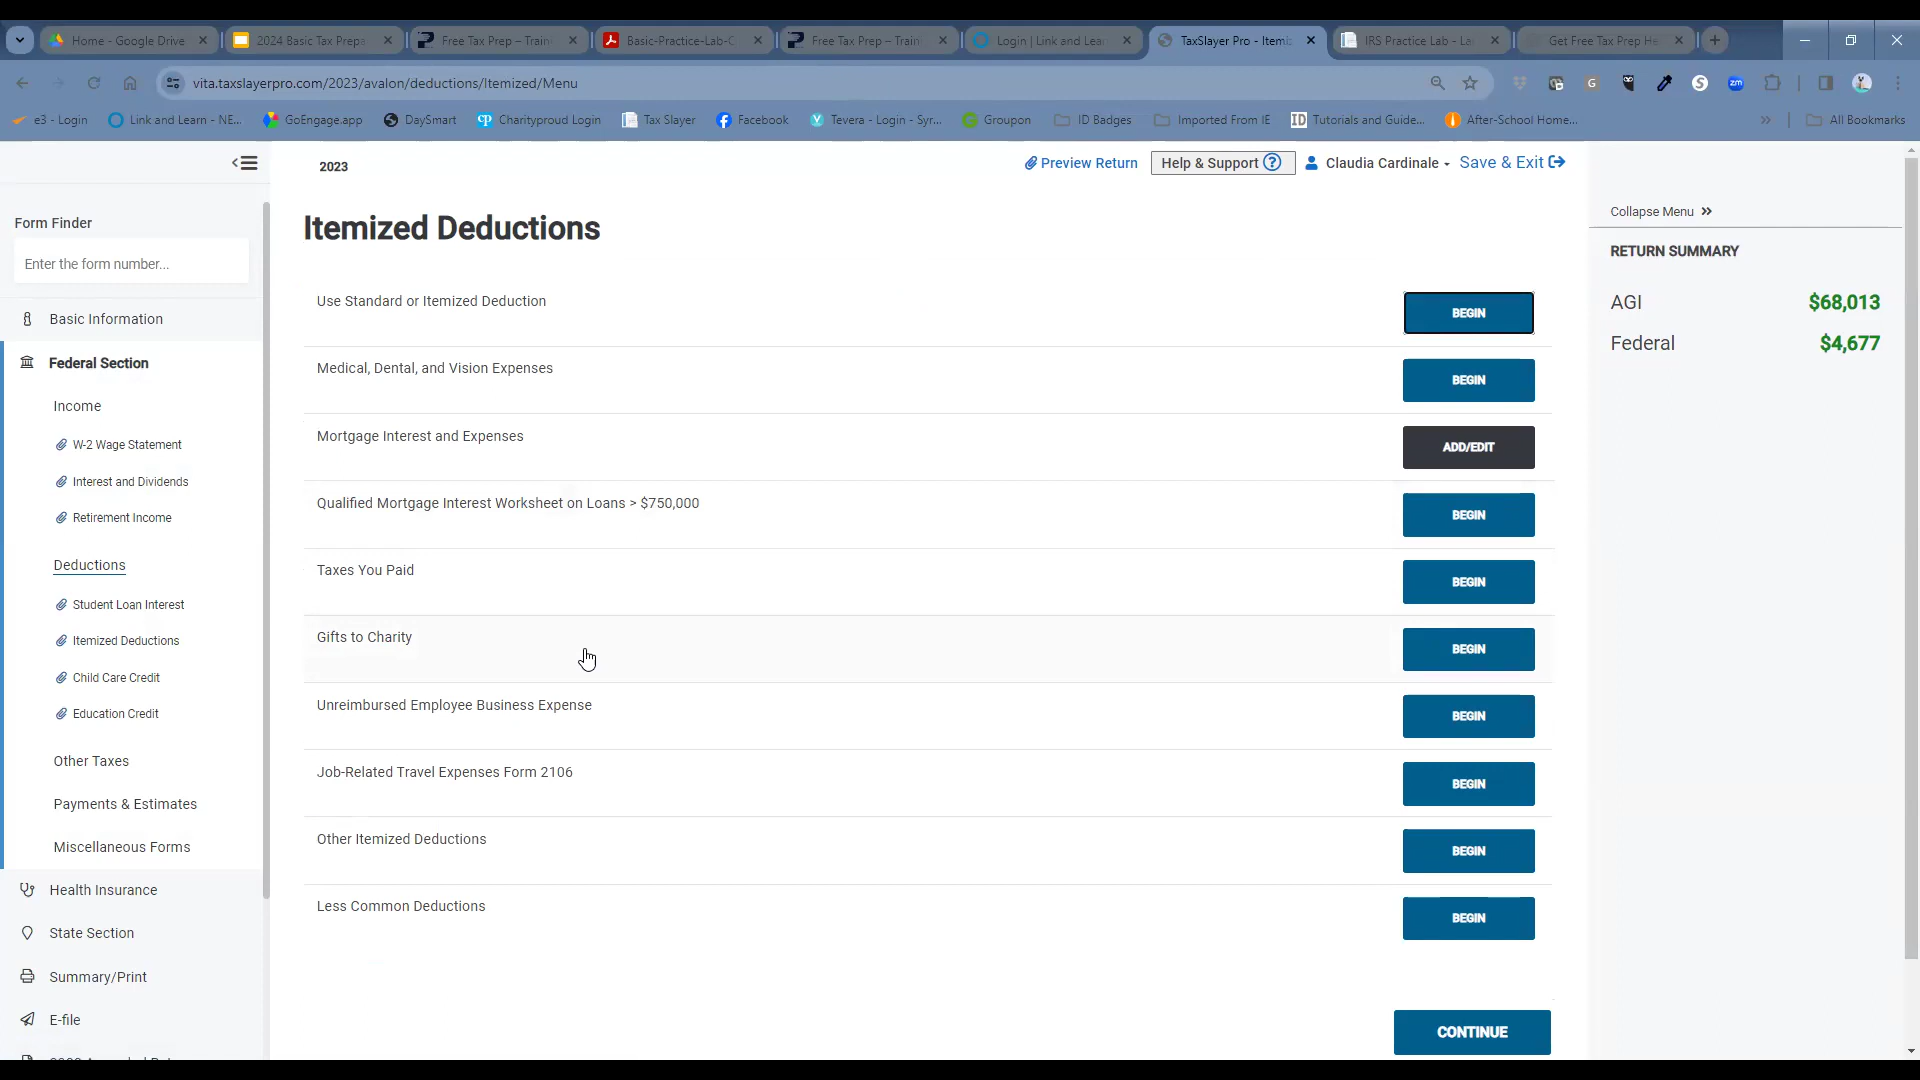 Home - Google Drive
2024 Basic Tax Prepa
Free Tax Prep – Train
Basic-Practice-Lab-C
Free Tax Prep – Train
Login | Link and Lea
TaxSlayer Pro - Itemiz
IRS Practice Lab - La
Get Free Tax Prep He
vita.taxslayerpro.com/2023/avalon/deductions/Itemized/Menu
e3 - Login
Link and Learn - NE...
GoEngage.app
DaySmart
Charityproud Login
Tax Slayer
Facebook
Tevera - Login - Syr...
Groupon
ID Badges
Imported From IE
Tutorials and Guide...
After-School Home...
All Bookmarks
2023
Preview Return
Help & Support
Claudia Cardinale
Save & Exit
Form Finder
Enter the form number...
Basic Information
Federal Section
Income
W-2 Wage Statement
Interest and Dividends
Retirement Income
Deductions
Student Loan Interest
Itemized Deductions
Child Care Credit
Education Credit
Other Taxes
Payments & Estimates
Miscellaneous Forms
Health Insurance
State Section
Summary/Print
E-file
Itemized Deductions
Use Standard or Itemized Deduction
BEGIN
Medical, Dental, and Vision Expenses
BEGIN
Mortgage Interest and Expenses
ADD/EDIT
Qualified Mortgage Interest Worksheet on Loans > $750,000
BEGIN
Taxes You Paid
BEGIN
Gifts to Charity
BEGIN
Unreimbursed Employee Business Expense
BEGIN
Job-Related Travel Expenses Form 2106
BEGIN
Other Itemized Deductions
BEGIN
Less Common Deductions
BEGIN
CONTINUE
Collapse Menu
RETURN SUMMARY
AGI $68,013
Federal $4,677